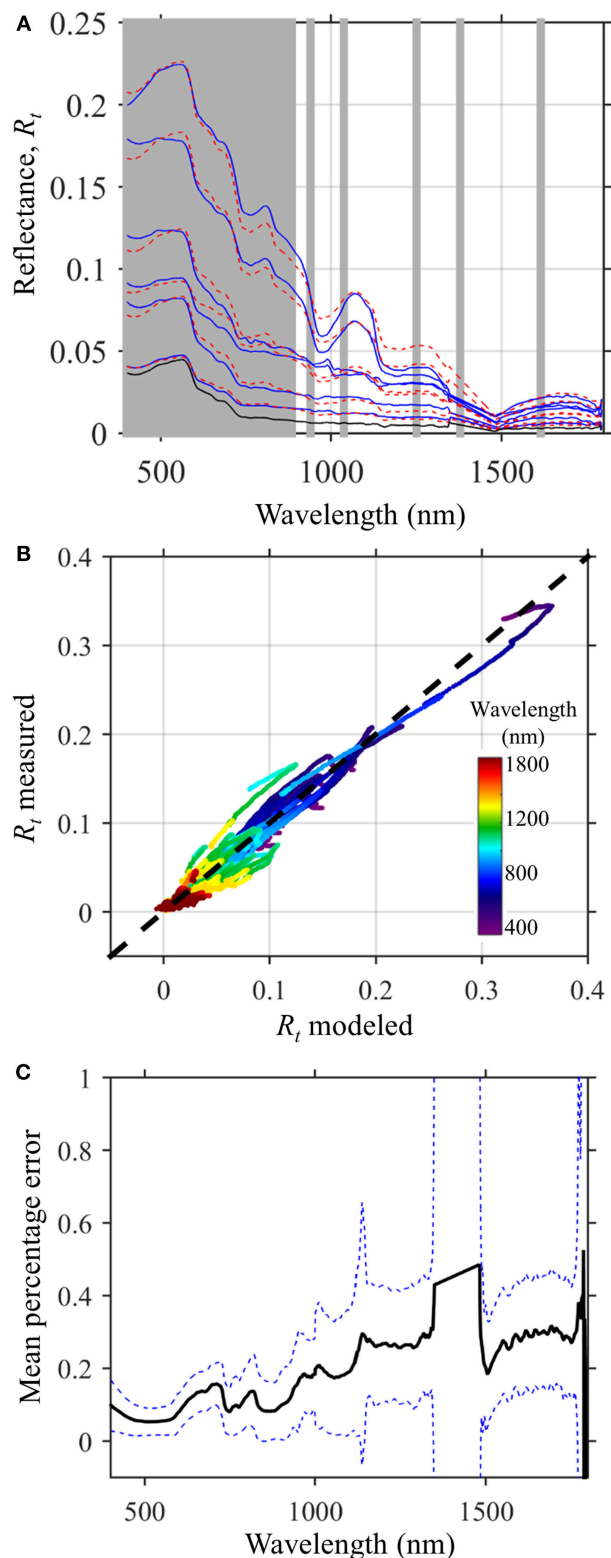 A
0.25
0.2
0.15
0.1
0.05
0
Reflectance, Rt
500
1000
1500
Wavelength (nm)
B
0.4
0.3
0.2
0.1
0
Rt measured
Wavelength
(nm)
1800
1200
800
400
0
0.1
0.2
0.3
0.4
Rt modeled
C
1
0.8
0.6
0.4
0.2
0
Mean percentage error
500
1000
1500
Wavelength (nm)